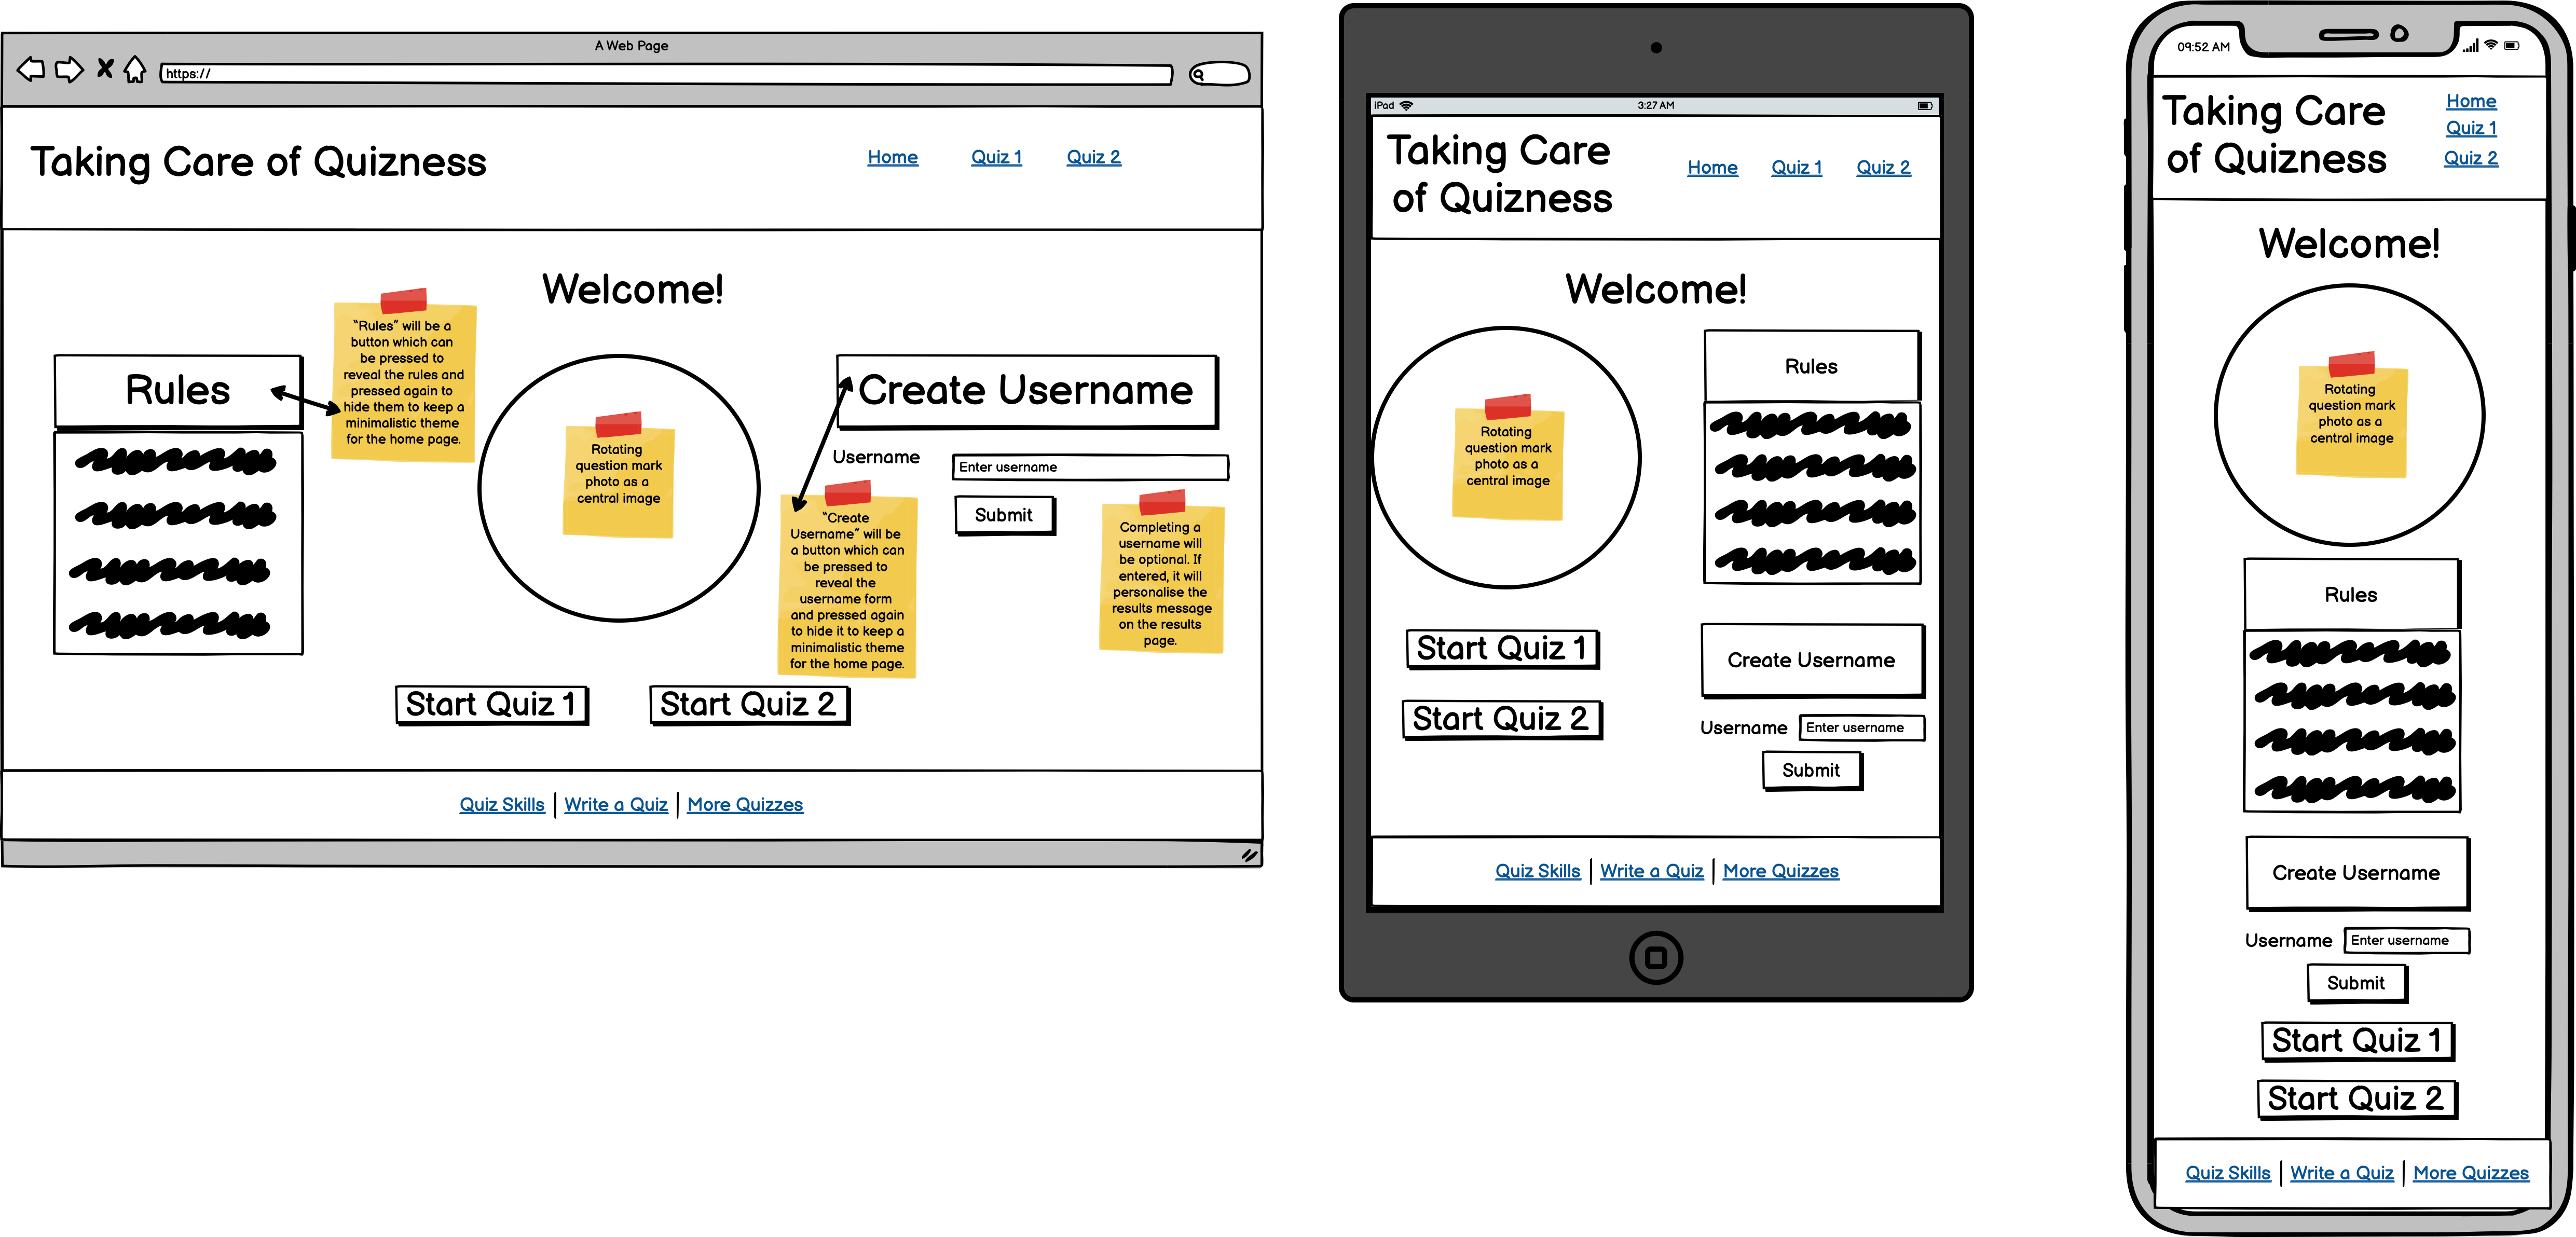 A Web Page
https://
Taking Care of Quizness
Home Quiz 1 Quiz 2
Welcome!
"Rules" will be a
button which can
be pressed to
reveal the rules and
pressed again to
hide them to keep a
minimalistic theme
for the home page.
Rules
Rotating
question mark
photo as a
central image
Create Username
Username Enter username
Submit
"Create
Username" will be
a button which can
be pressed to
reveal the
username form
and pressed again
to hide it to keep a
minimalistic theme
for the home page.
Completing a
username will
be optional. If
entered, it will
personalise the
results message
on the results
page.
Start Quiz 1 Start Quiz 2
Quiz Skills | Write a Quiz | More Quizzes
iPad 3:27 AM
Taking Care
of Quizness
Home Quiz 1 Quiz 2
Welcome!
Rotating
question mark
photo as a
central image
Rules
Start Quiz 1
Start Quiz 2
Create Username
Username Enter username
Submit
Quiz Skills | Write a Quiz | More Quizzes
09:52 AM
Taking Care
of Quizness
Home
Quiz 1
Quiz 2
Welcome!
Rotating
question mark
photo as a
central image
Rules
Create Username
Username Enter username
Submit
Start Quiz 1
Start Quiz 2
Quiz Skills | Write a Quiz | More Quizzes